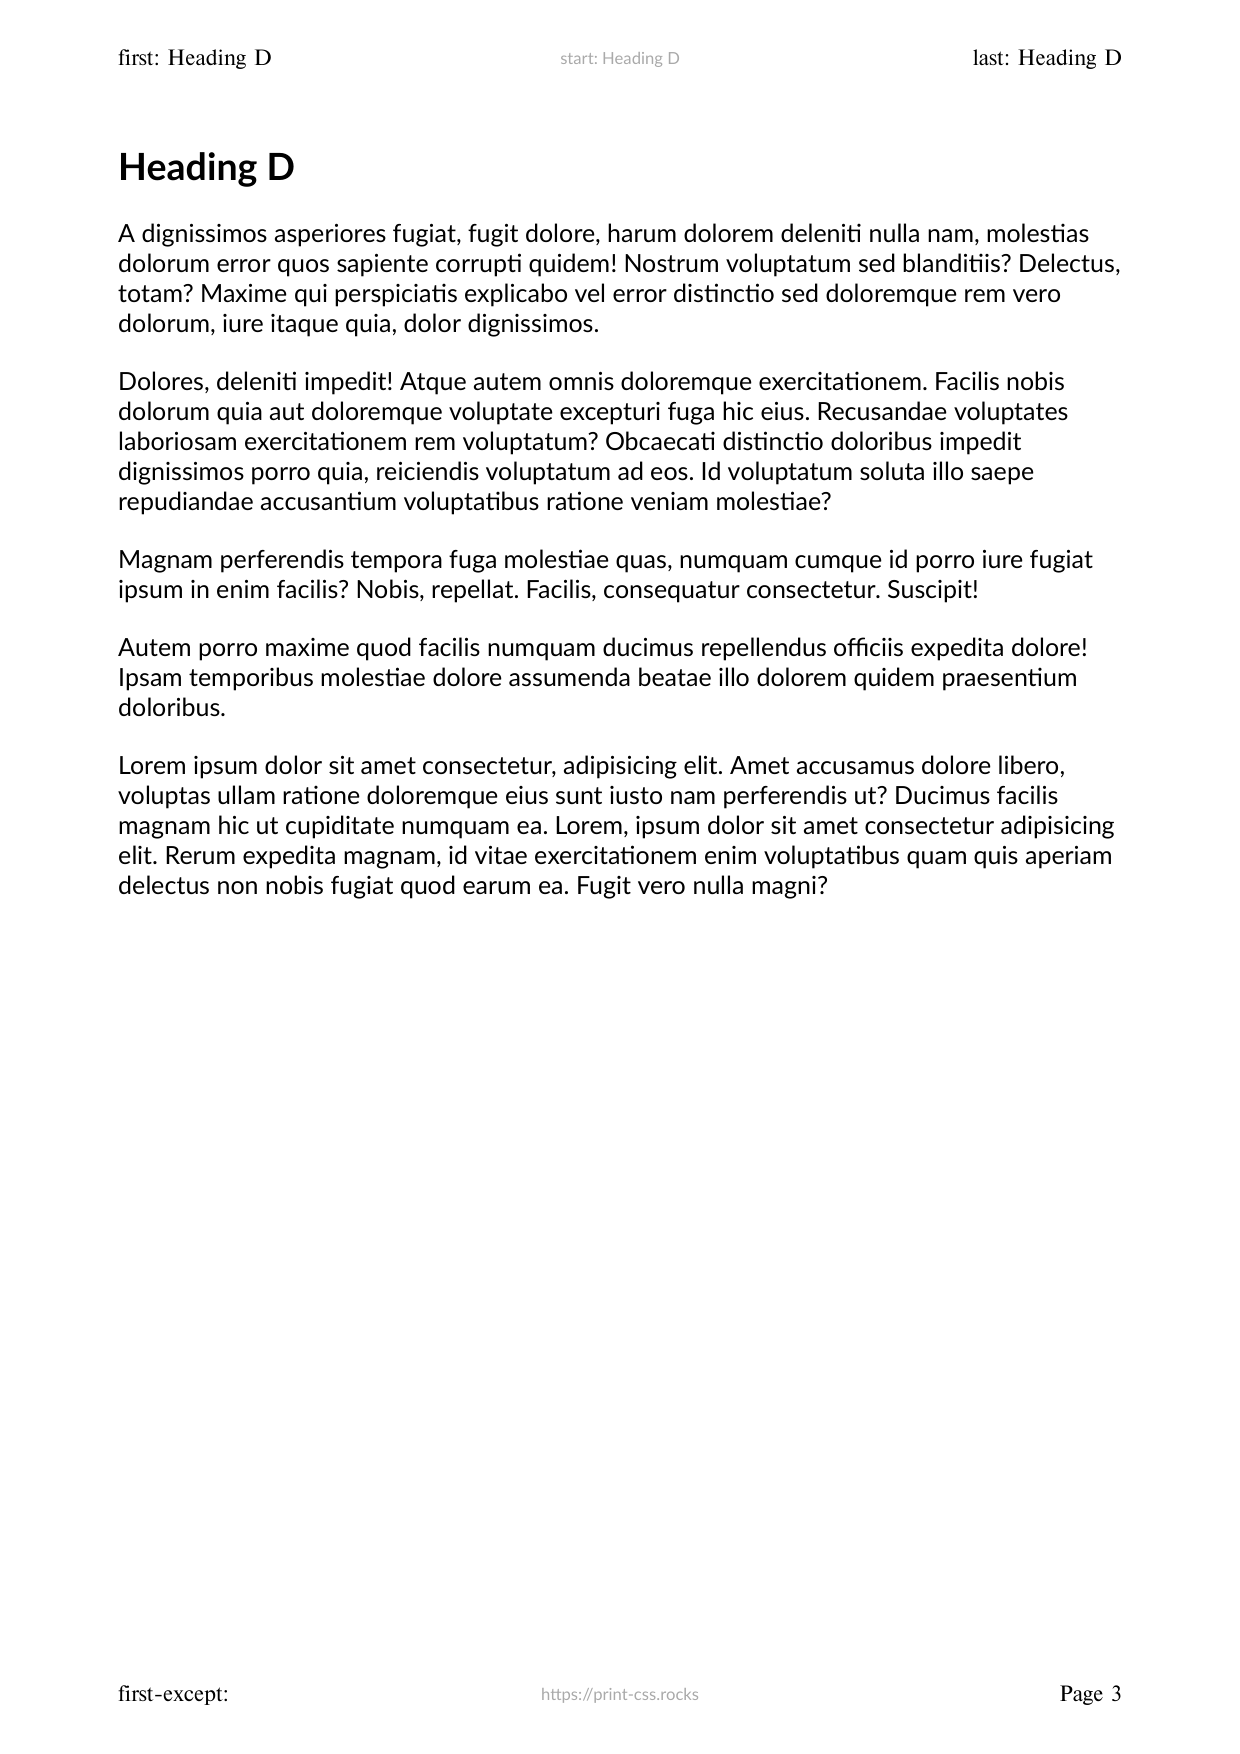 first: Heading D
start: Heading D
last: Heading D
Heading D
A dignissimos asperiores fugiat, fugit dolore, harum dolorem deleniti nulla nam, molestias
dolorum error quos sapiente corrupti quidem! Nostrum voluptatum sed blanditiis? Delectus,
totam? Maxime qui perspiciatis explicabo vel error distinctio sed doloremque rem vero
dolorum, iure itaque quia, dolor dignissimos.
Dolores, deleniti impedit! Atque autem omnis doloremque exercitationem. Facilis nobis
dolorum quia aut doloremque voluptate excepturi fuga hic eius. Recusandae voluptates
laboriosam exercitationem rem voluptatum? Obcaecati distinctio doloribus impedit
dignissimos porro quia, reiciendis voluptatum ad eos. Id voluptatum soluta illo saepe
repudiandae accusantium voluptatibus ratione veniam molestiae?
Magnam perferendis tempora fuga molestiae quas, numquam cumque id porro iure fugiat
ipsum in enim facilis? Nobis, repellat. Facilis, consequatur consectetur. Suscipit!
Autem porro maxime quod facilis numquam ducimus repellendus officiis expedita dolore!
Ipsam temporibus molestiae dolore assumenda beatae illo dolorem quidem praesentium
doloribus.
Lorem ipsum dolor sit amet consectetur, adipisicing elit. Amet accusamus dolore libero,
voluptas ullam ratione doloremque eius sunt iusto nam perferendis ut? Ducimus facilis
magnam hic ut cupiditate numquam ea. Lorem, ipsum dolor sit amet consectetur adipisicing
elit. Rerum expedita magnam, id vitae exercitationem enim voluptatibus quam quis aperiam
delectus non nobis fugiat quod earum ea. Fugit vero nulla magni?
first-except:
https://print-css.rocks
Page 3